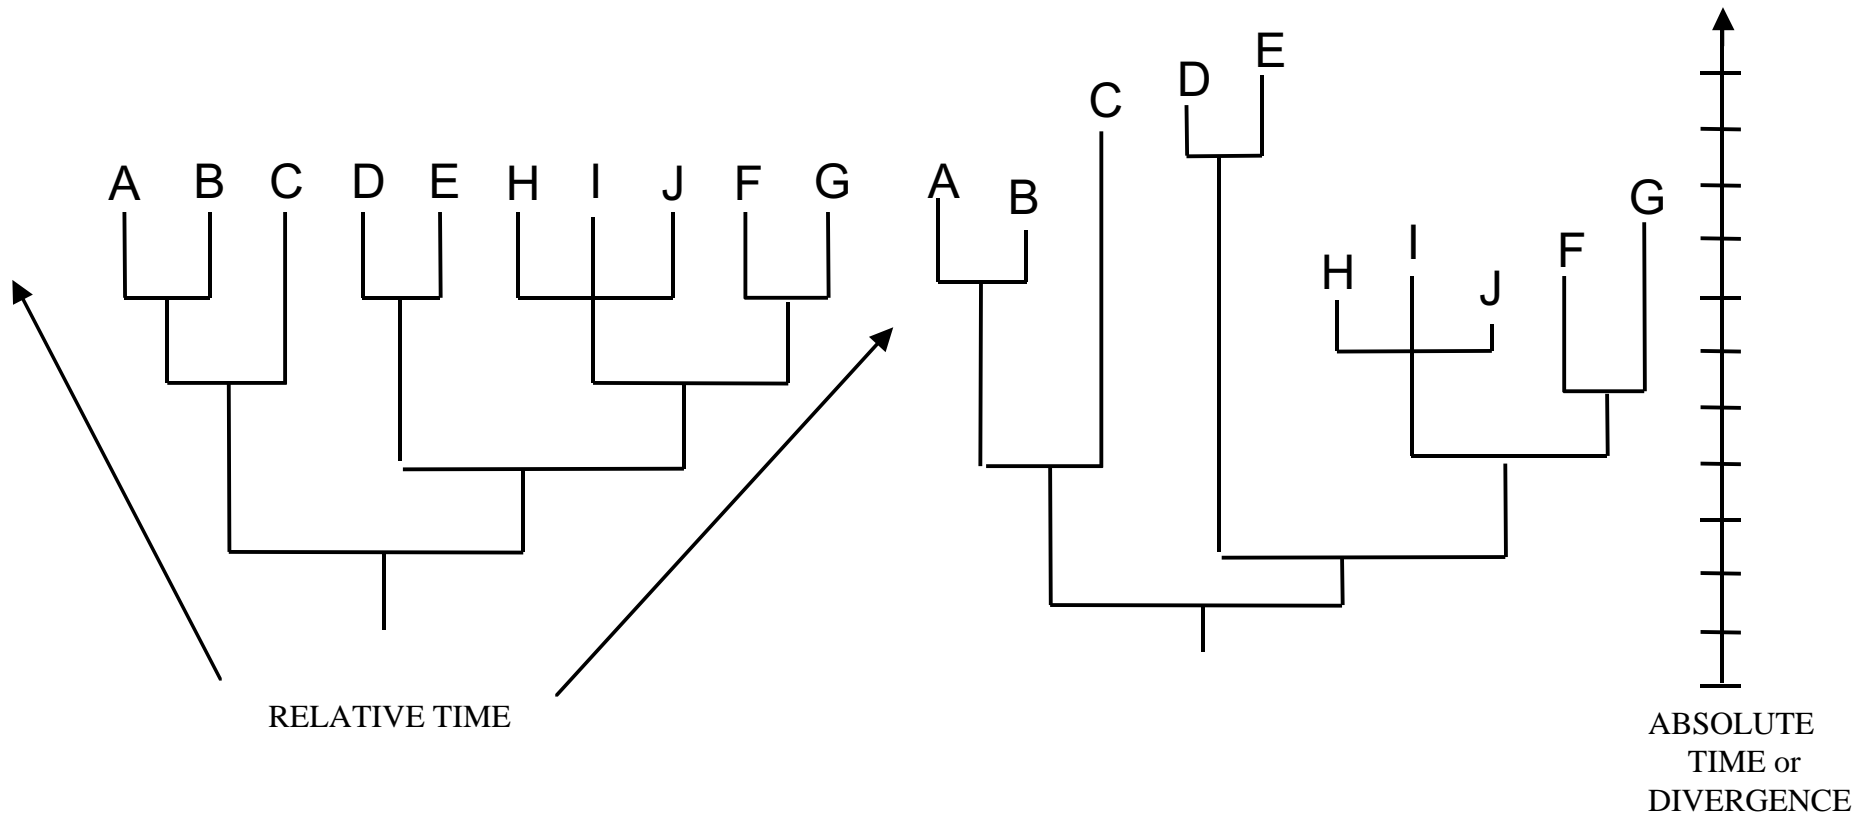 A B C D E H I J F G
A B C D E H I J F G
RELATIVE TIME
ABSOLUTE
TIME or
DIVERGENCE